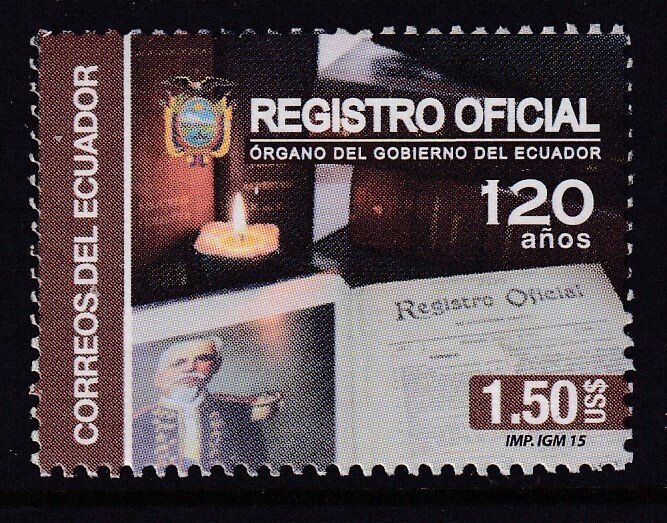 CORREOS DEL ECUADOR
REGISTRO OFICIAL
ÓRGANO DEL GOBIERNO DEL ECUADOR
120
años
Registro Oficial
1.50 US$
IMP. IGM 15